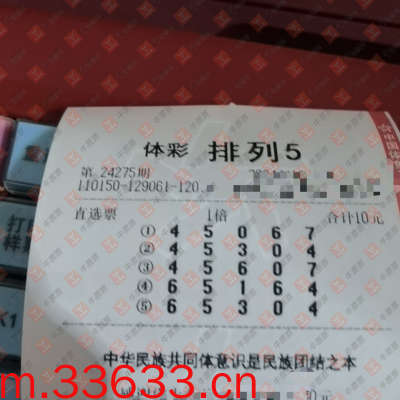 体彩 排列5
第 24275期
110150-129061-120.
直选票 1倍 合计10元
① 4 5 0 6 7
② 4 5 3 0 4
③ 4 5 6 0 7
④ 6 5 1 6 4
⑤ 6 5 3 0 4
中华民族共同体意识是民族团结之本
m.33633.cn